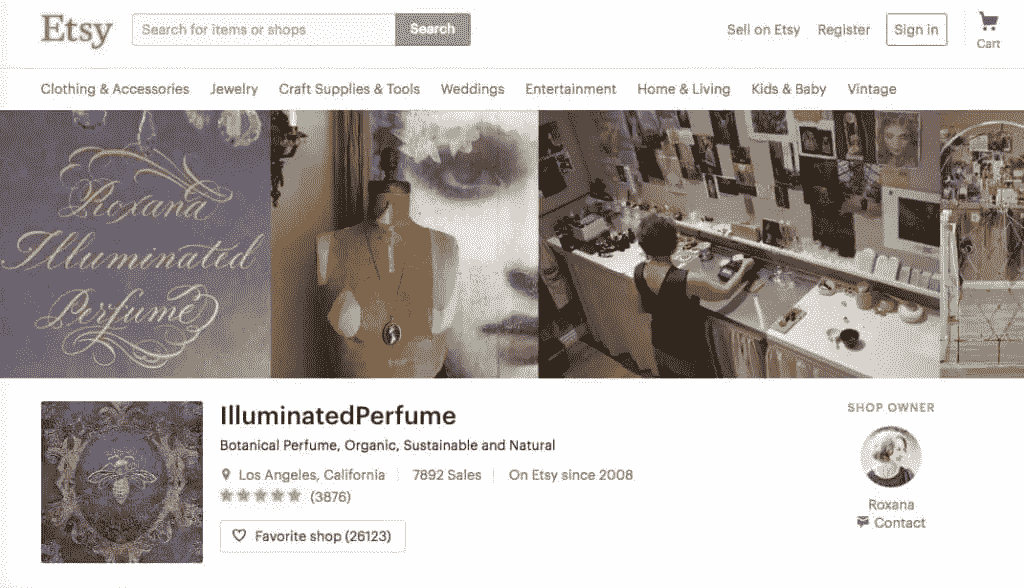 Etsy
Search for items or shops
Search
Sell on Etsy
Register
Sign in
Cart
Clothing & Accessories
Jewelry
Craft Supplies & Tools
Weddings
Entertainment
Home & Living
Kids & Baby
Vintage
Roxana
Illuminated
Perfume
IlluminatedPerfume
Botanical Perfume, Organic, Sustainable and Natural
Los Angeles, California
7892 Sales
On Etsy since 2008
(3876)
Favorite shop (26123)
SHOP OWNER
Roxana
Contact